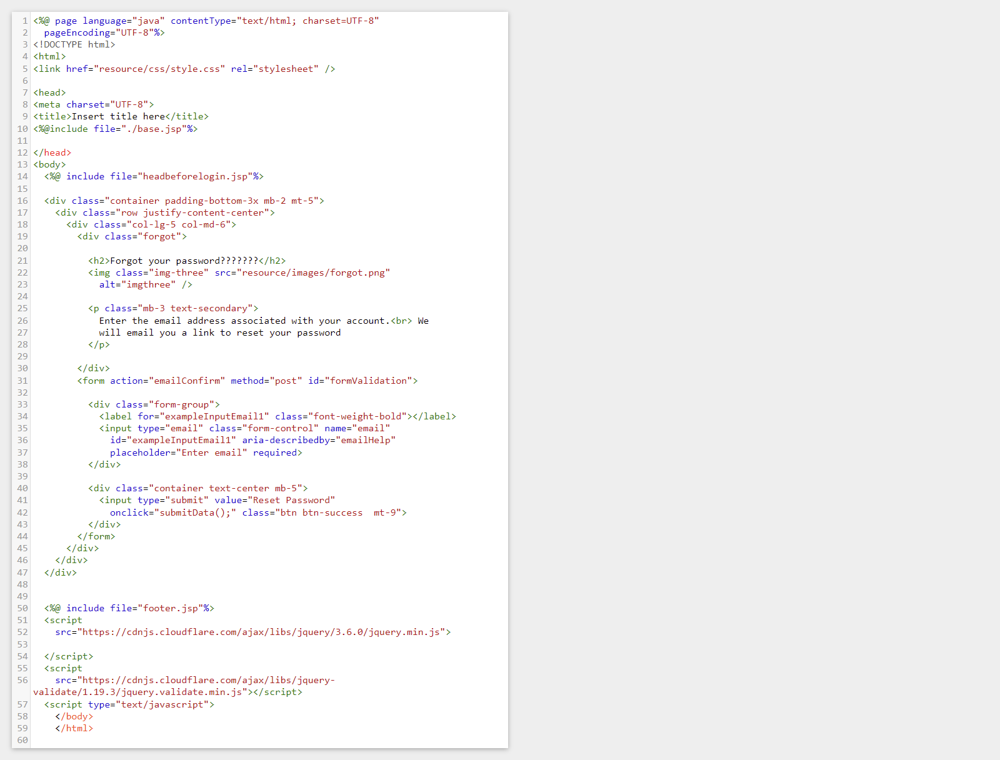 1 <%@ page language="java" contentType="text/html; charset=UTF-8"
2   pageEncoding="UTF-8"%>
3 <!DOCTYPE html>
4 <html>
5 <link href="resource/css/style.css" rel="stylesheet" />
6
7 <head>
8 <meta charset="UTF-8">
9 <title>Insert title here</title>
10 <%@include file="./base.jsp"%>
11
12 </head>
13 <body>
14   <%@ include file="headbeforelogin.jsp"%>
15
16   <div class="container padding-bottom-3x mb-2 mt-5">
17     <div class="row justify-content-center">
18       <div class="col-lg-5 col-md-6">
19         <div class="forgot">
20
21           <h2>Forgot your password???????</h2>
22           <img class="img-three" src="resource/images/forgot.png"
23             alt="imgthree" />
24
25           <p class="mb-3 text-secondary">
26             Enter the email address associated with your account.<br> We
27             will email you a link to reset your password
28           </p>
29
30         </div>
31         <form action="emailConfirm" method="post" id="formValidation">
32
33           <div class="form-group">
34             <label for="exampleInputEmail1" class="font-weight-bold"></label>
35             <input type="email" class="form-control" name="email"
36               id="exampleInputEmail1" aria-describedby="emailHelp"
37               placeholder="Enter email" required>
38           </div>
39
40           <div class="container text-center mb-5">
41             <input type="submit" value="Reset Password"
42               onclick="submitData();" class="btn btn-success  mt-9">
43           </div>
44         </form>
45       </div>
46     </div>
47   </div>
48
49
50   <%@ include file="footer.jsp"%>
51   <script
52     src="https://cdnjs.cloudflare.com/ajax/libs/jquery/3.6.0/jquery.min.js">
53
54   </script>
55   <script
56     src="https://cdnjs.cloudflare.com/ajax/libs/jquery-
validate/1.19.3/jquery.validate.min.js"></script>
57   <script type="text/javascript">
58     </body>
59     </html>
60